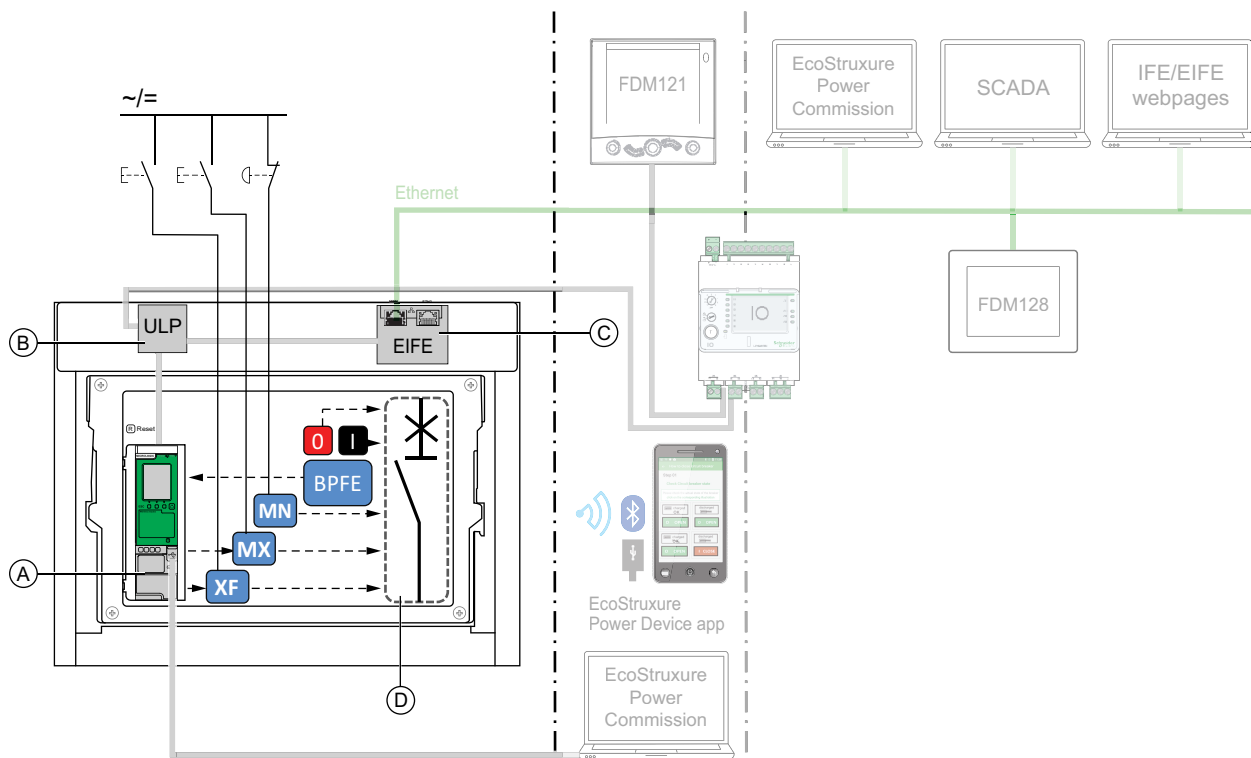 ~/=
FDM121
EcoStruxure
Power
Commission
SCADA
IFE/EIFE
webpages
Ethernet
IO
FDM128
ULP
EIFE
B
C
R Reset
0
I
BPFE
MN
MX
XF
A
D
EcoStruxure
Power Device app
EcoStruxure
Power
Commission